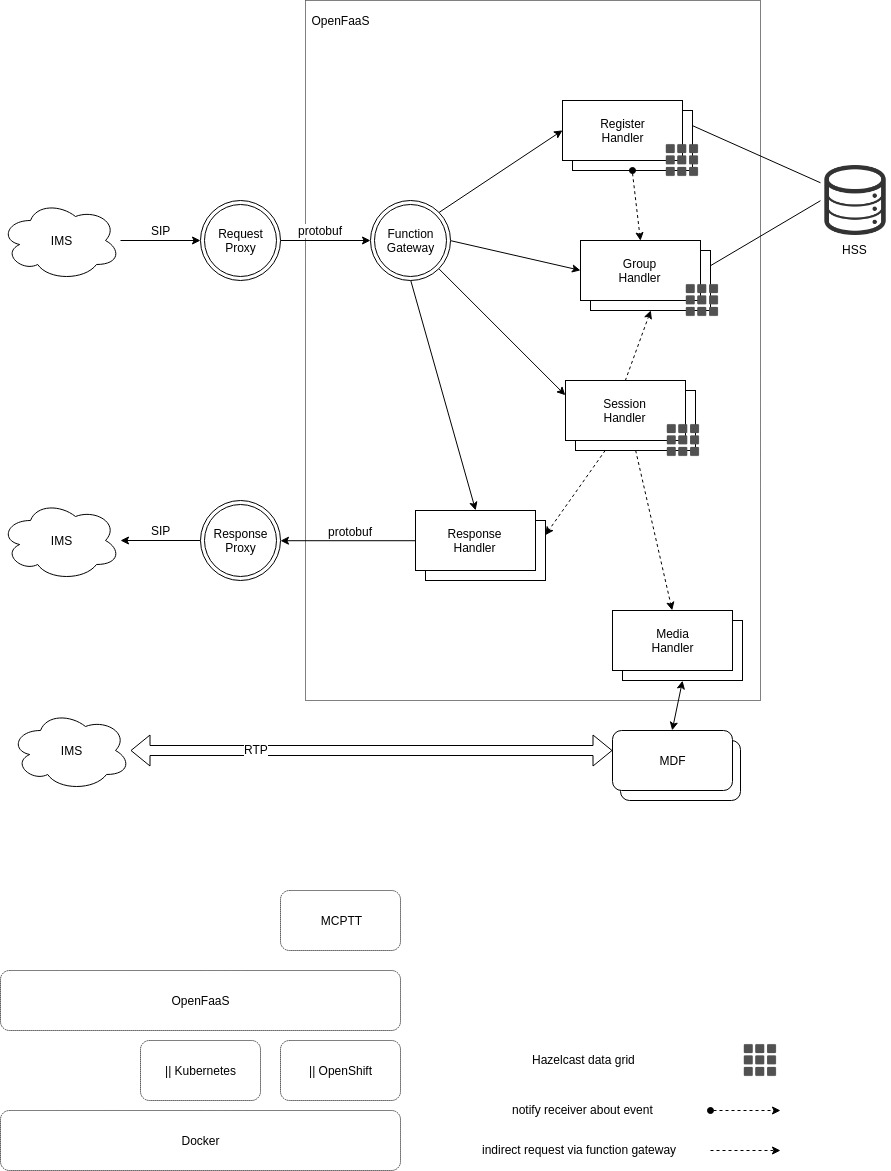 OpenFaaS
Register
Handler
IMS
SIP
Request
Proxy
protobuf
Function
Gateway
Group
Handler
HSS
Session
Handler
IMS
SIP
Response
Proxy
protobuf
Response
Handler
Media
Handler
IMS
RTP
MDF
MCPTT
OpenFaaS
|| Kubernetes
|| OpenShift
Docker
Hazelcast data grid
notify receiver about event
indirect request via function gateway